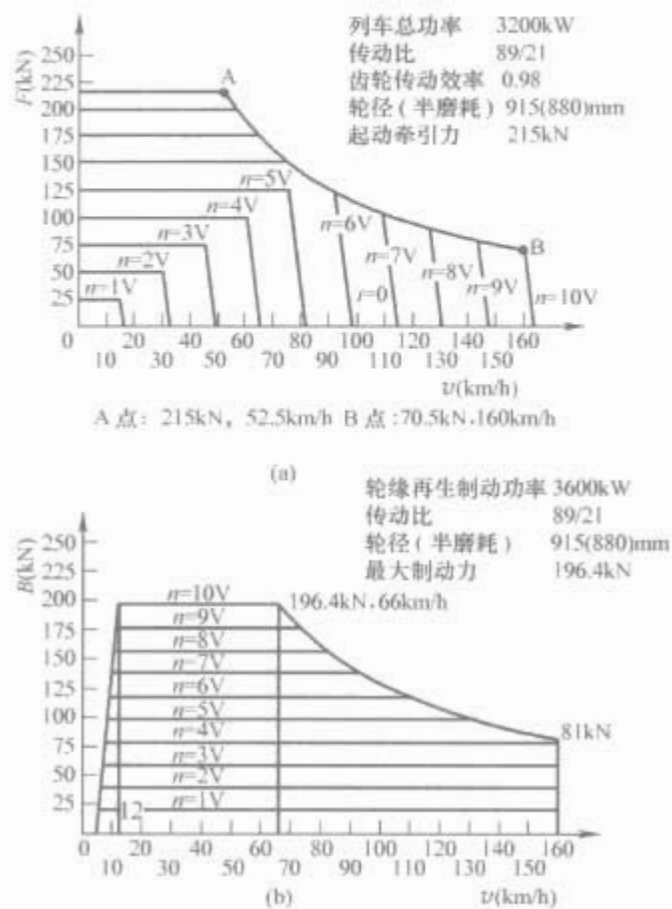 列车总功率 3200kW
传动比 89/21
齿轮传动效率 0.98
轮径(半磨耗) 915(880)mm
起动牵引力 215kN
F(kN)
250
225
200
175
150
125
100
75
50
25
0
A
B
n=1V
n=2V
n=3V
n=4V
n=5V
n=6V
n=7V
n=8V
n=9V
n=10V
i=0
20 40 60 80 100 120 140 160
10 30 50 70 90 110 130 150
v(km/h)
A点: 215kN, 52.5km/h B点:70.5kN,160km/h
(a)
轮缘再生制动功率 3600kW
传动比 89/21
轮径(半磨耗) 915(880)mm
最大制动力 196.4kN
B(kN)
250
225
200
175
150
125
100
75
50
25
n=10V
n=9V
n=8V
n=7V
n=6V
n=5V
n=4V
n=3V
n=2V
n=1V
196.4kN,66km/h
81kN
12
0 20 40 60 80 100 120 140 160
10 30 50 70 90 110 130 150
(b)
v(km/h)